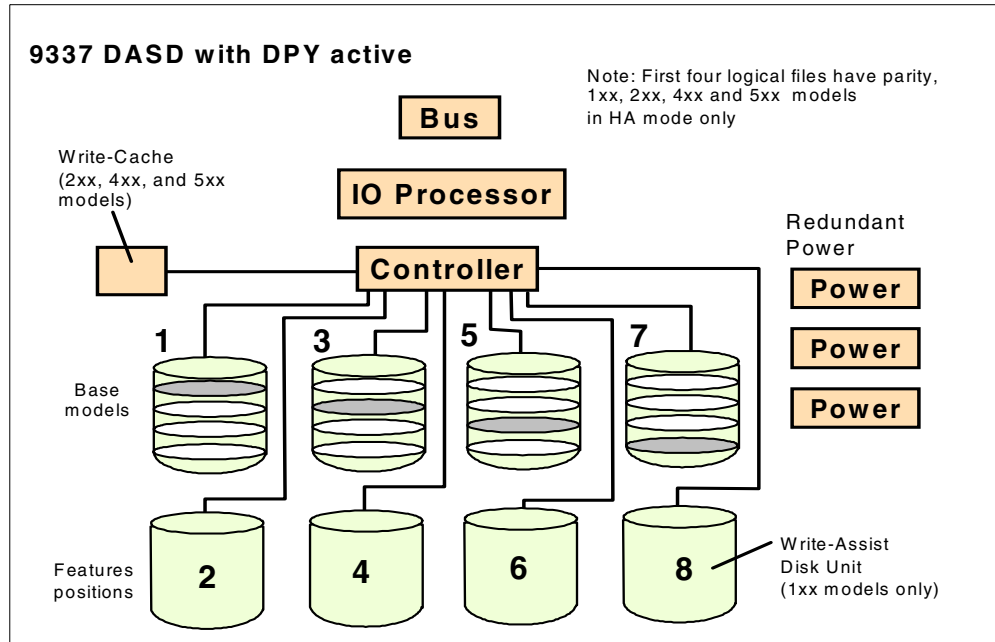 9337 DASD with DPY active
Note: First four logical files have parity,
1xx, 2xx, 4xx and 5xx models
in HA mode only
Bus
Write-Cache
(2xx, 4xx, and 5xx
models)
IO Processor
Redundant
Power
Controller
Power
Power
Power
1
3
5
7
Base
models
2
4
6
8
Features
positions
Write-Assist
Disk Unit
(1xx models only)